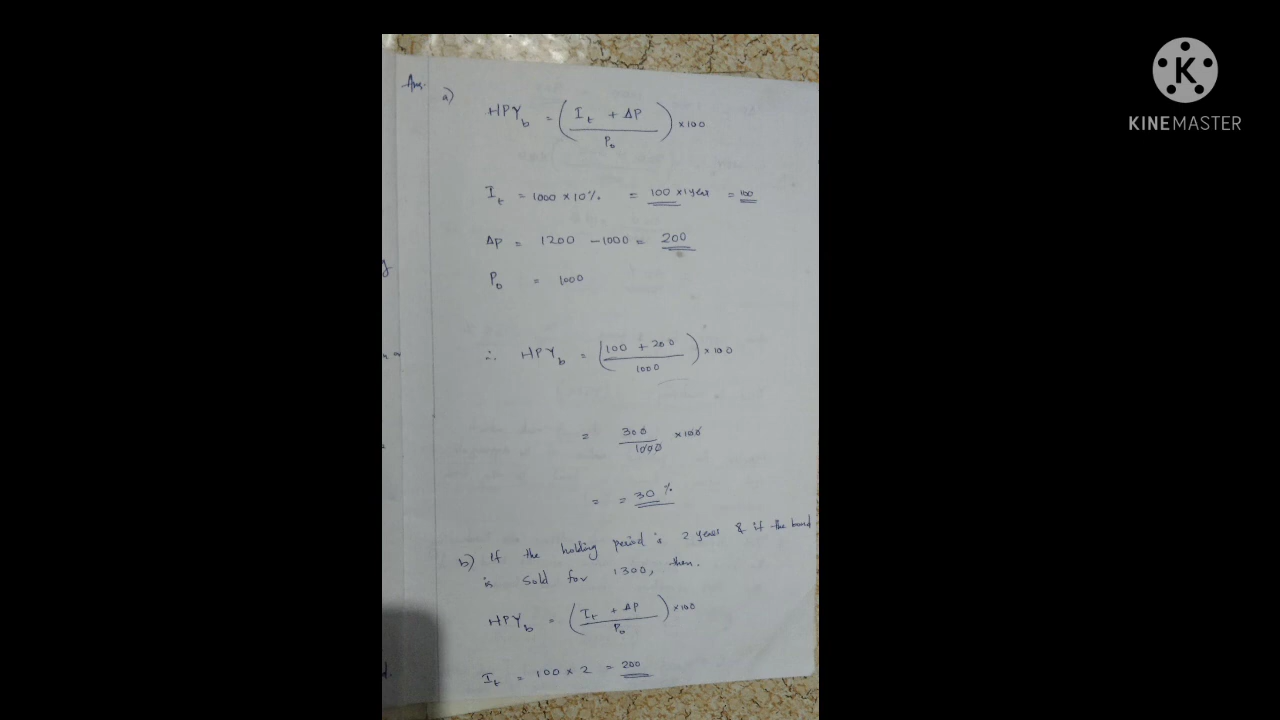 Ans.
a)
HPY_b = (I_t + ΔP / P_0) × 100
I_t = 1000 × 10% = 100 × 1 year = 100
ΔP = 1200 - 1000 = 200
P_0 = 1000
∴ HPY_b = (100 + 200 / 1000) × 100
= 300 / 1000 × 100
= = 30 %
b) If the holding period is 2 years & if the bond
is sold for 1300, then.
HPY_b = (I_t + ΔP / P_0) × 100
I_t = 100 × 2 = 200
K
KINEMASTER